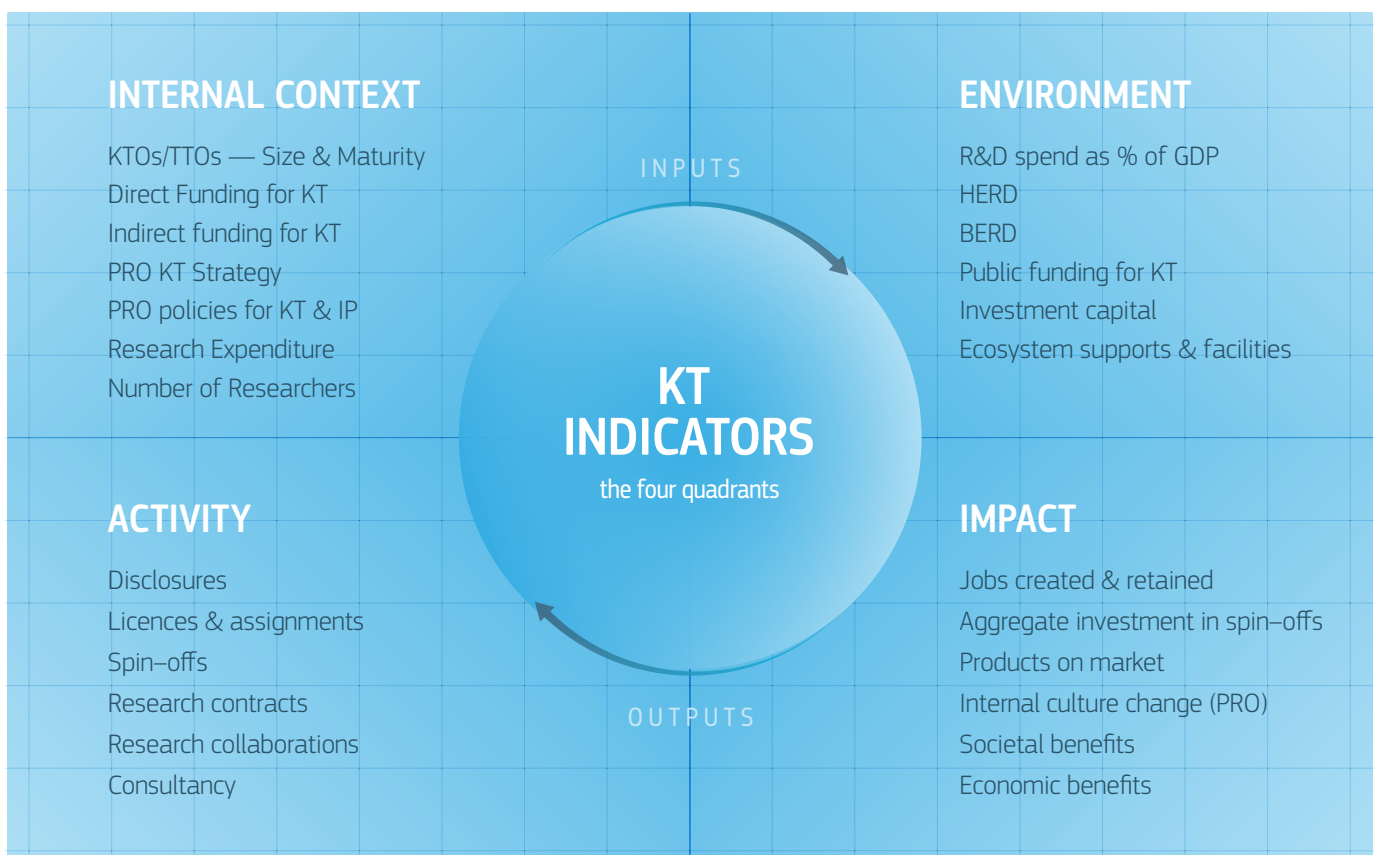 INTERNAL CONTEXT
KTOs/TTOs — Size & Maturity
Direct Funding for KT
Indirect funding for KT
PRO KT Strategy
PRO policies for KT & IP
Research Expenditure
Number of Researchers
INPUTS
ENVIRONMENT
R&D spend as % of GDP
HERD
BERD
Public funding for KT
Investment capital
Ecosystem supports & facilities
KT
INDICATORS
the four quadrants
ACTIVITY
Disclosures
Licences & assignments
Spin–offs
Research contracts
Research collaborations
Consultancy
OUTPUTS
IMPACT
Jobs created & retained
Aggregate investment in spin–offs
Products on market
Internal culture change (PRO)
Societal benefits
Economic benefits